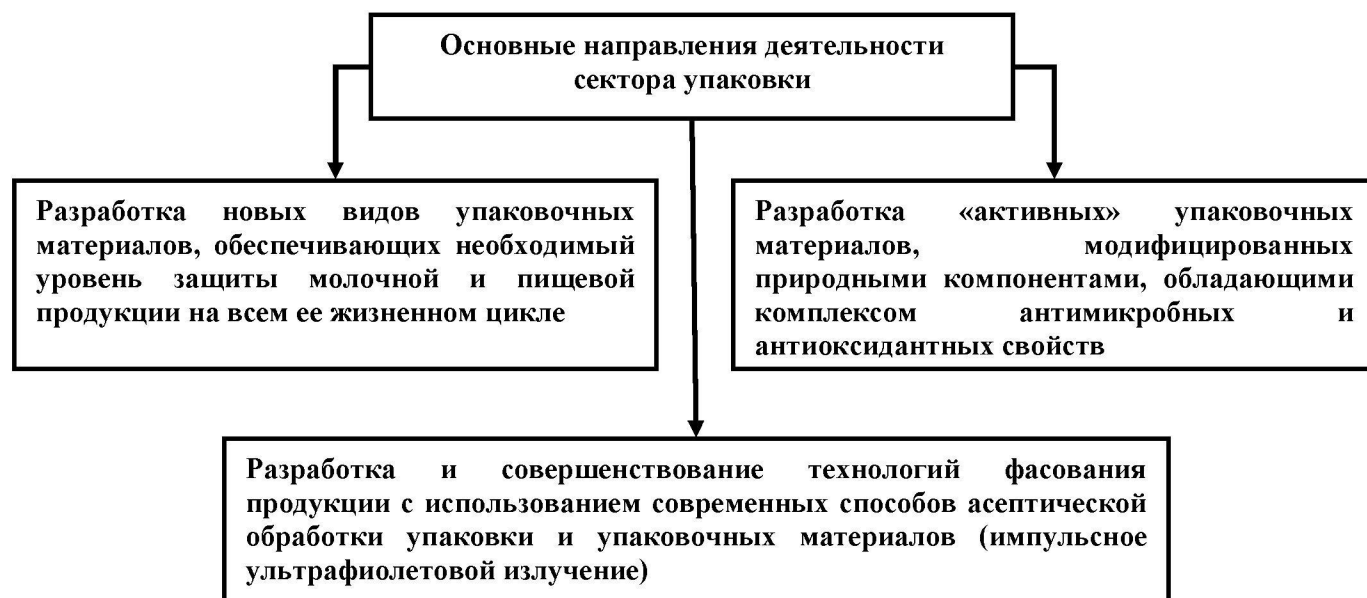 Основные направления деятельности
сектора упаковки
Разработка новых видов упаковочных
материалов, обеспечивающих необходимый
уровень защиты молочной и пищевой
продукции на всем ее жизненном цикле
Разработка «активных» упаковочных
материалов, модифицированных
природными компонентами, обладающими
комплексом антимикробных и
антиоксидантных свойств
Разработка и совершенствование технологий фасования
продукции с использованием современных способов асептической
обработки упаковки и упаковочных материалов (импульсное
ультрафиолетовой излучение)